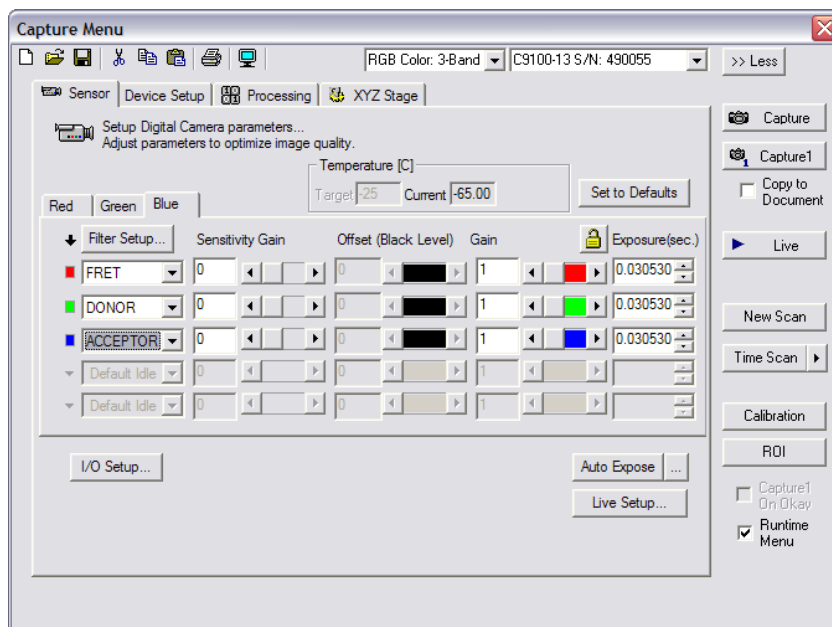 Capture Menu
RGB Color: 3-Band C9100-13 S/N: 490055 >> Less
Sensor Device Setup Processing XYZ Stage
Setup Digital Camera parameters...
Adjust parameters to optimize image quality.
Temperature [C]
Target -25 Current -65.00 Set to Defaults
Red Green Blue
Filter Setup... Sensitivity Gain Offset (Black Level) Gain Exposure(sec.)
FRET 0 0 1 0.030530
DONOR 0 0 1 0.030530
ACCEPTOR 0 0 1 0.030530
Default Idle 0 0 1
Default Idle 0 0 1
I/O Setup... Auto Expose ...
Live Setup...
Capture
1 Capture1
Copy to
Document
Live
New Scan
Time Scan
Calibration
ROI
Capture1
On Okay
Runtime
Menu